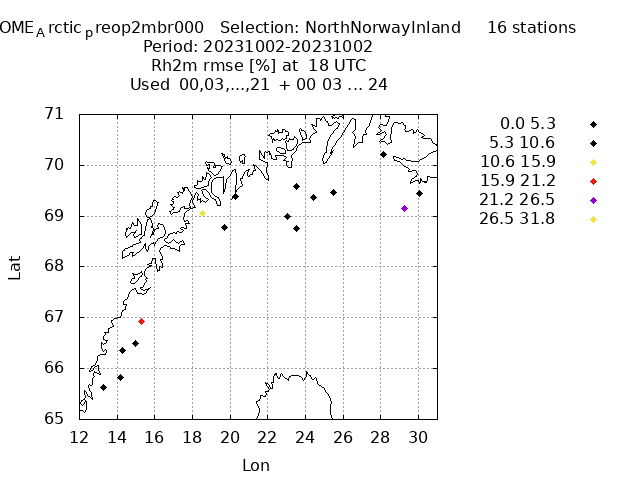 OME_A rctic _p reop2mbr000 Selection: NorthNorwayInland 16 stations
Period: 20231002-20231002
Rh2m rmse [%] at 18 UTC
Used 00,03,...,21 + 00 03 ... 24
0.0 5.3
5.3 10.6
10.6 15.9
15.9 21.2
21.2 26.5
26.5 31.8
71
70
69
68
67
66
65
Lat
12 14 16 18 20 22 24 26 28 30
Lon